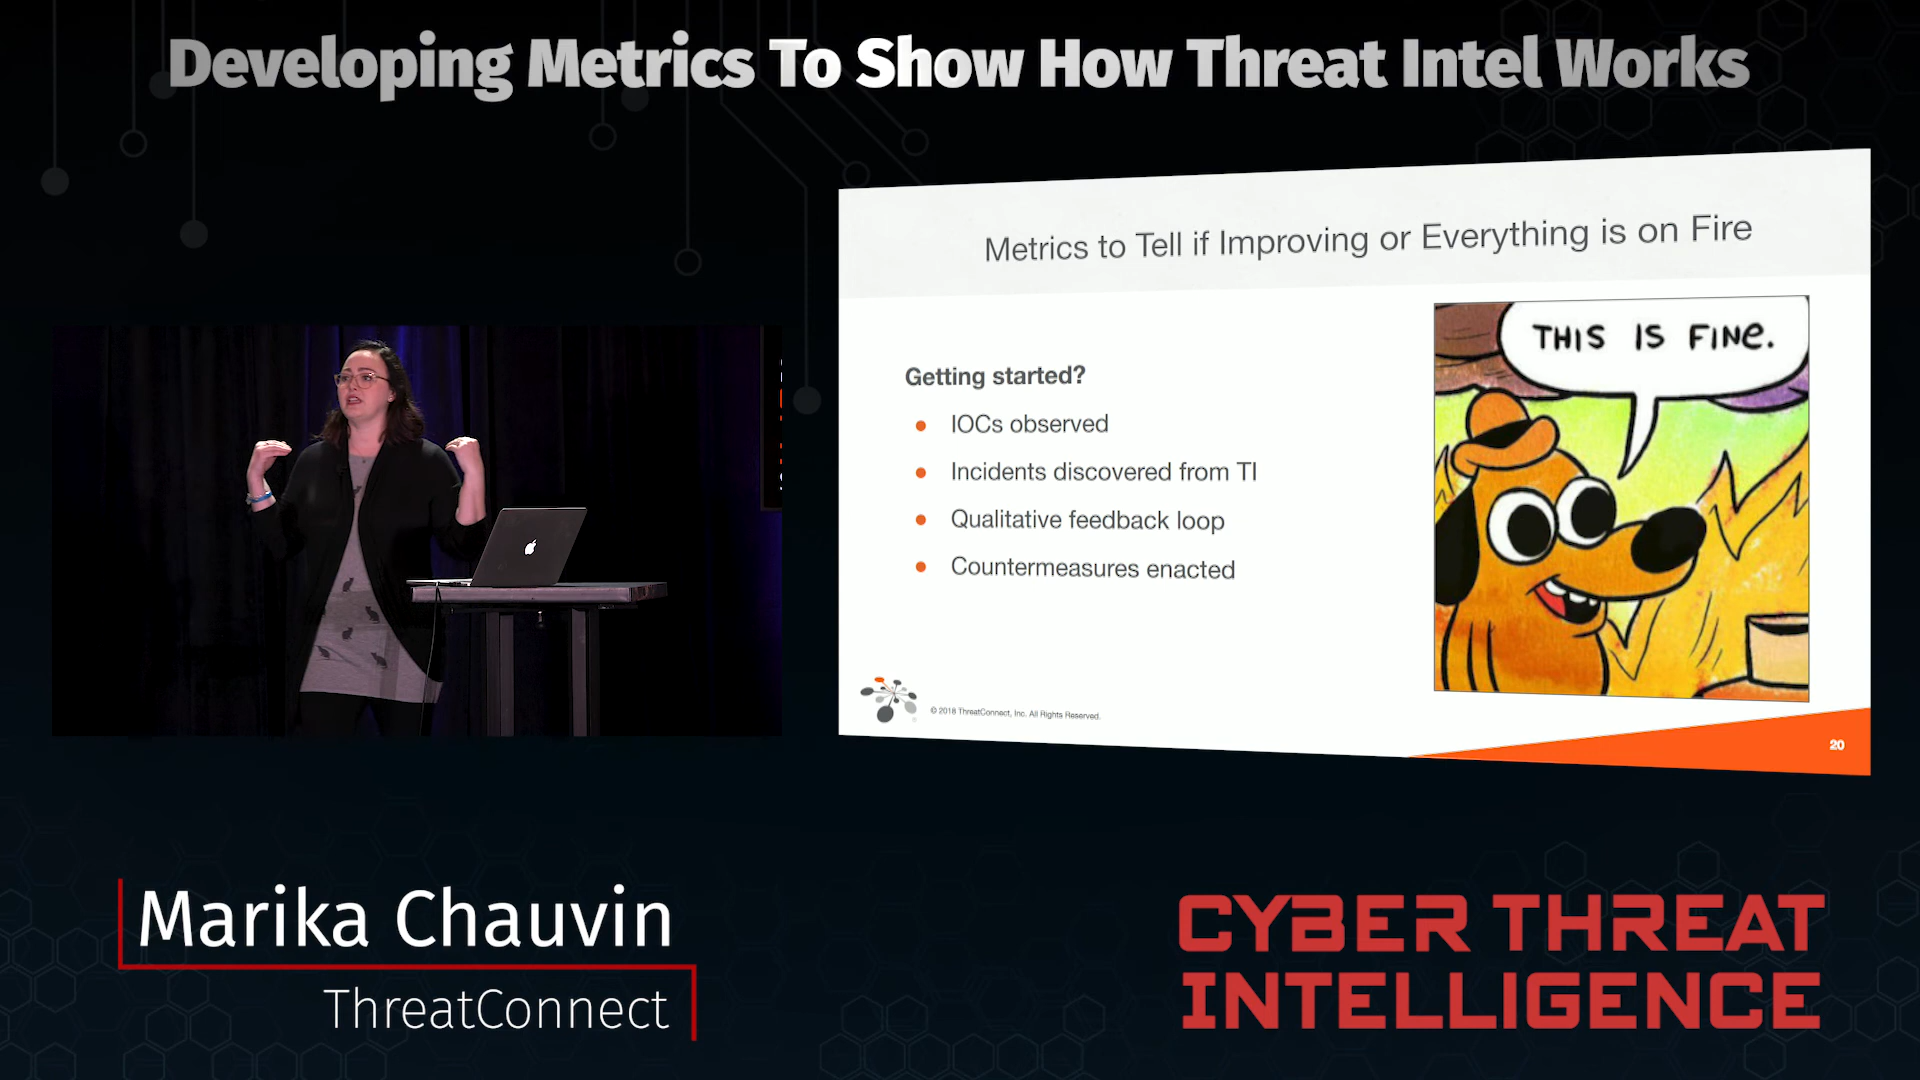 Developing Metrics To Show How Threat Intel Works
Metrics to Tell if Improving or Everything is on Fire
THIS IS FINE.
Getting started?
IOCs observed
Incidents discovered from TI
Qualitative feedback loop
Countermeasures enacted
© 2018 ThreatConnect, Inc. All Rights Reserved.
20
Marika Chauvin
ThreatConnect
CYBER THREAT
INTELLIGENCE